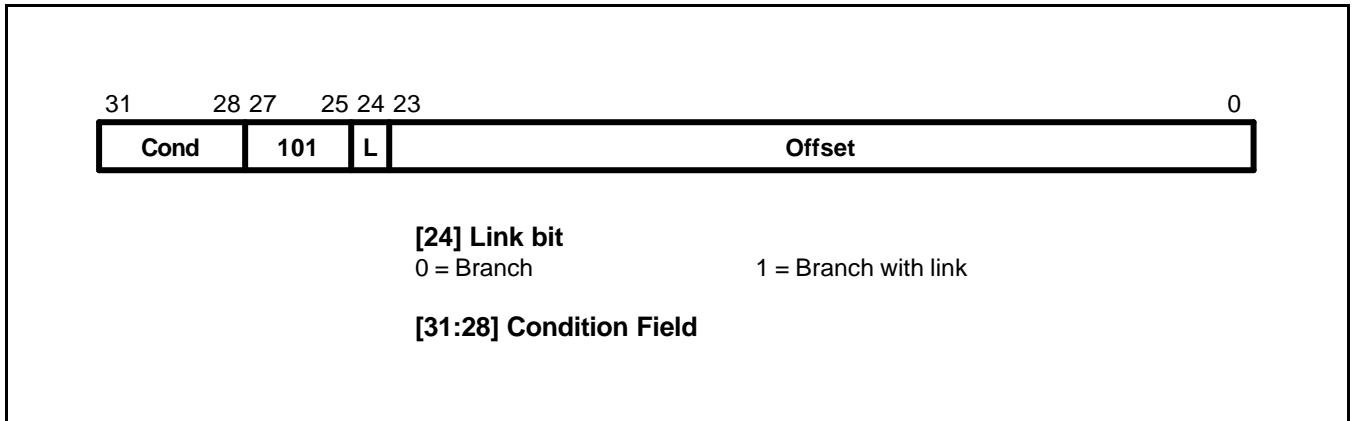 31 28 27 25 24 23 0
Cond 101 L Offset
[24] Link bit
0 = Branch 1 = Branch with link
[31:28] Condition Field